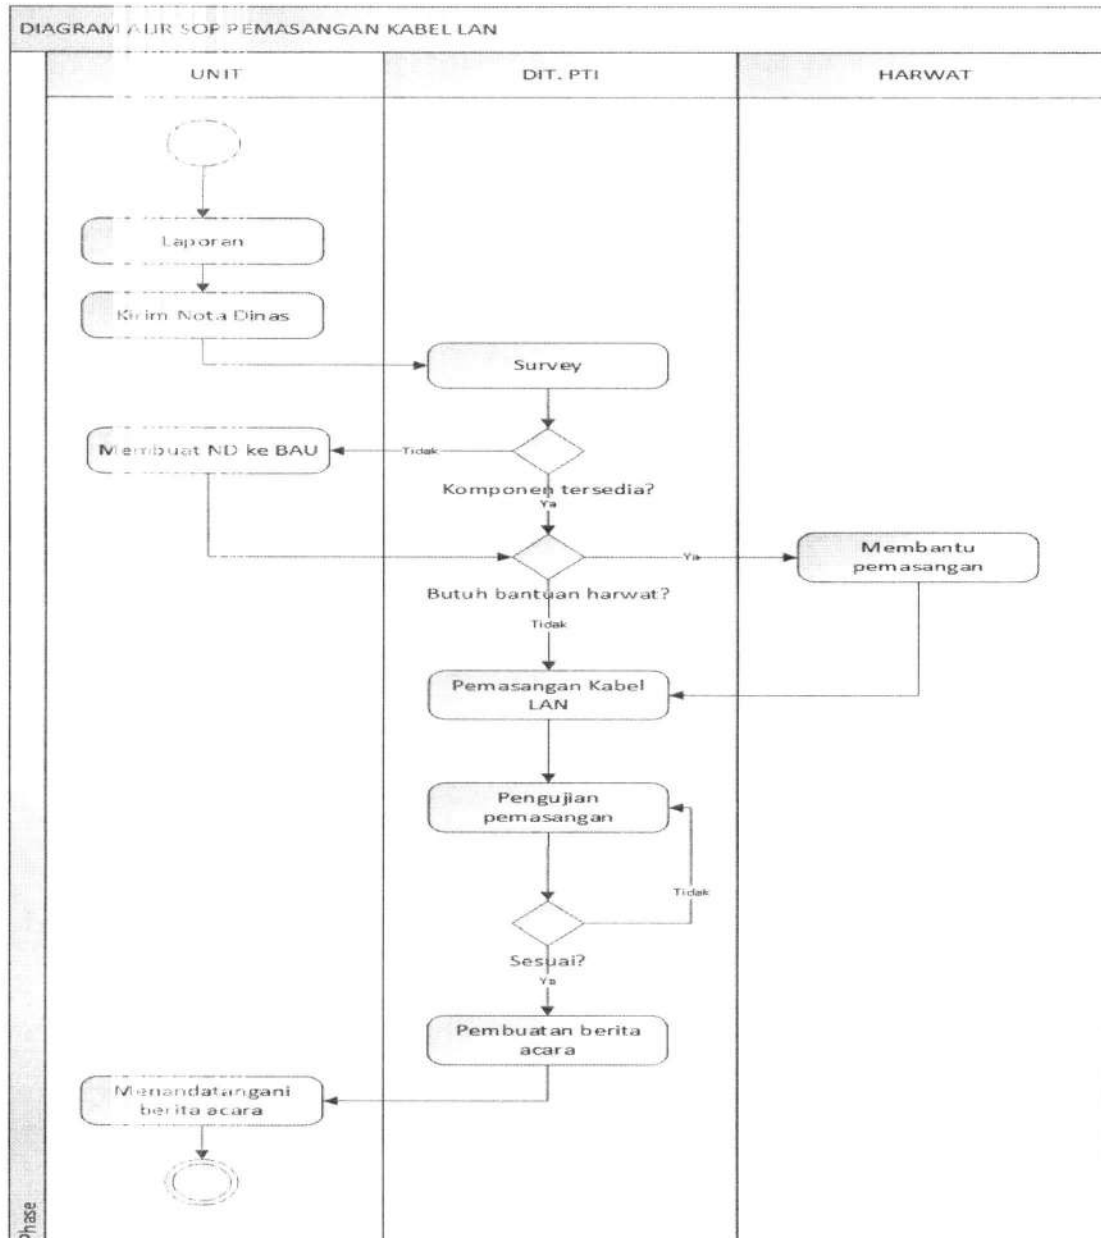 DIAGRAM ALIR SOP PEMASANGAN KABEL LAN
UNIT
DIT. PTI
HARWAT
Laporan
Kirim Nota Dinas
Survey
Membuat ND ke BAU
Tidak
Komponen tersedia?
Ya
Ya
Membantu
pemasangan
Butuh bantuan harwat?
Tidak
Pemasangan Kabel
LAN
Pengujian
pemasangan
Tidak
Sesuai?
Ya
Pembuatan berita
acara
Menandatangani
berita acara
Phase